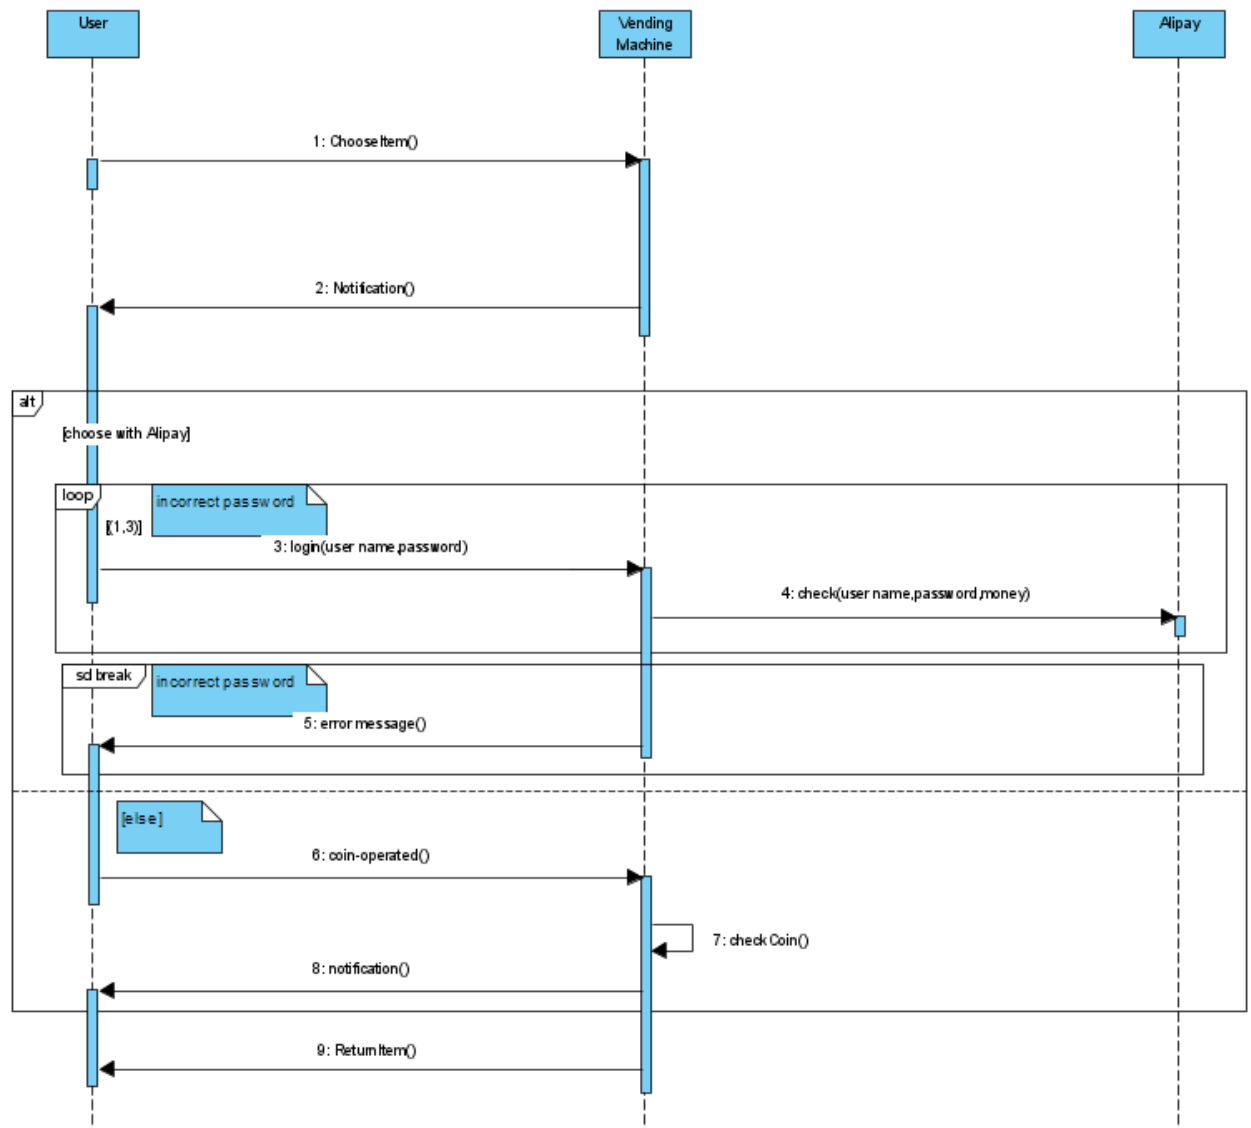 User
Vending
Machine
Alipay
1: ChooseItem()
2: Notification()
alt
[choose with Alipay]
loop
incorrect password
[(1,3)]
3: login(user name,password)
4: check(user name,password,money)
sd break
incorrect password
5: error message()
[else]
6: coin-operated()
7: checkCoin()
8: notification()
9: ReturnItem()